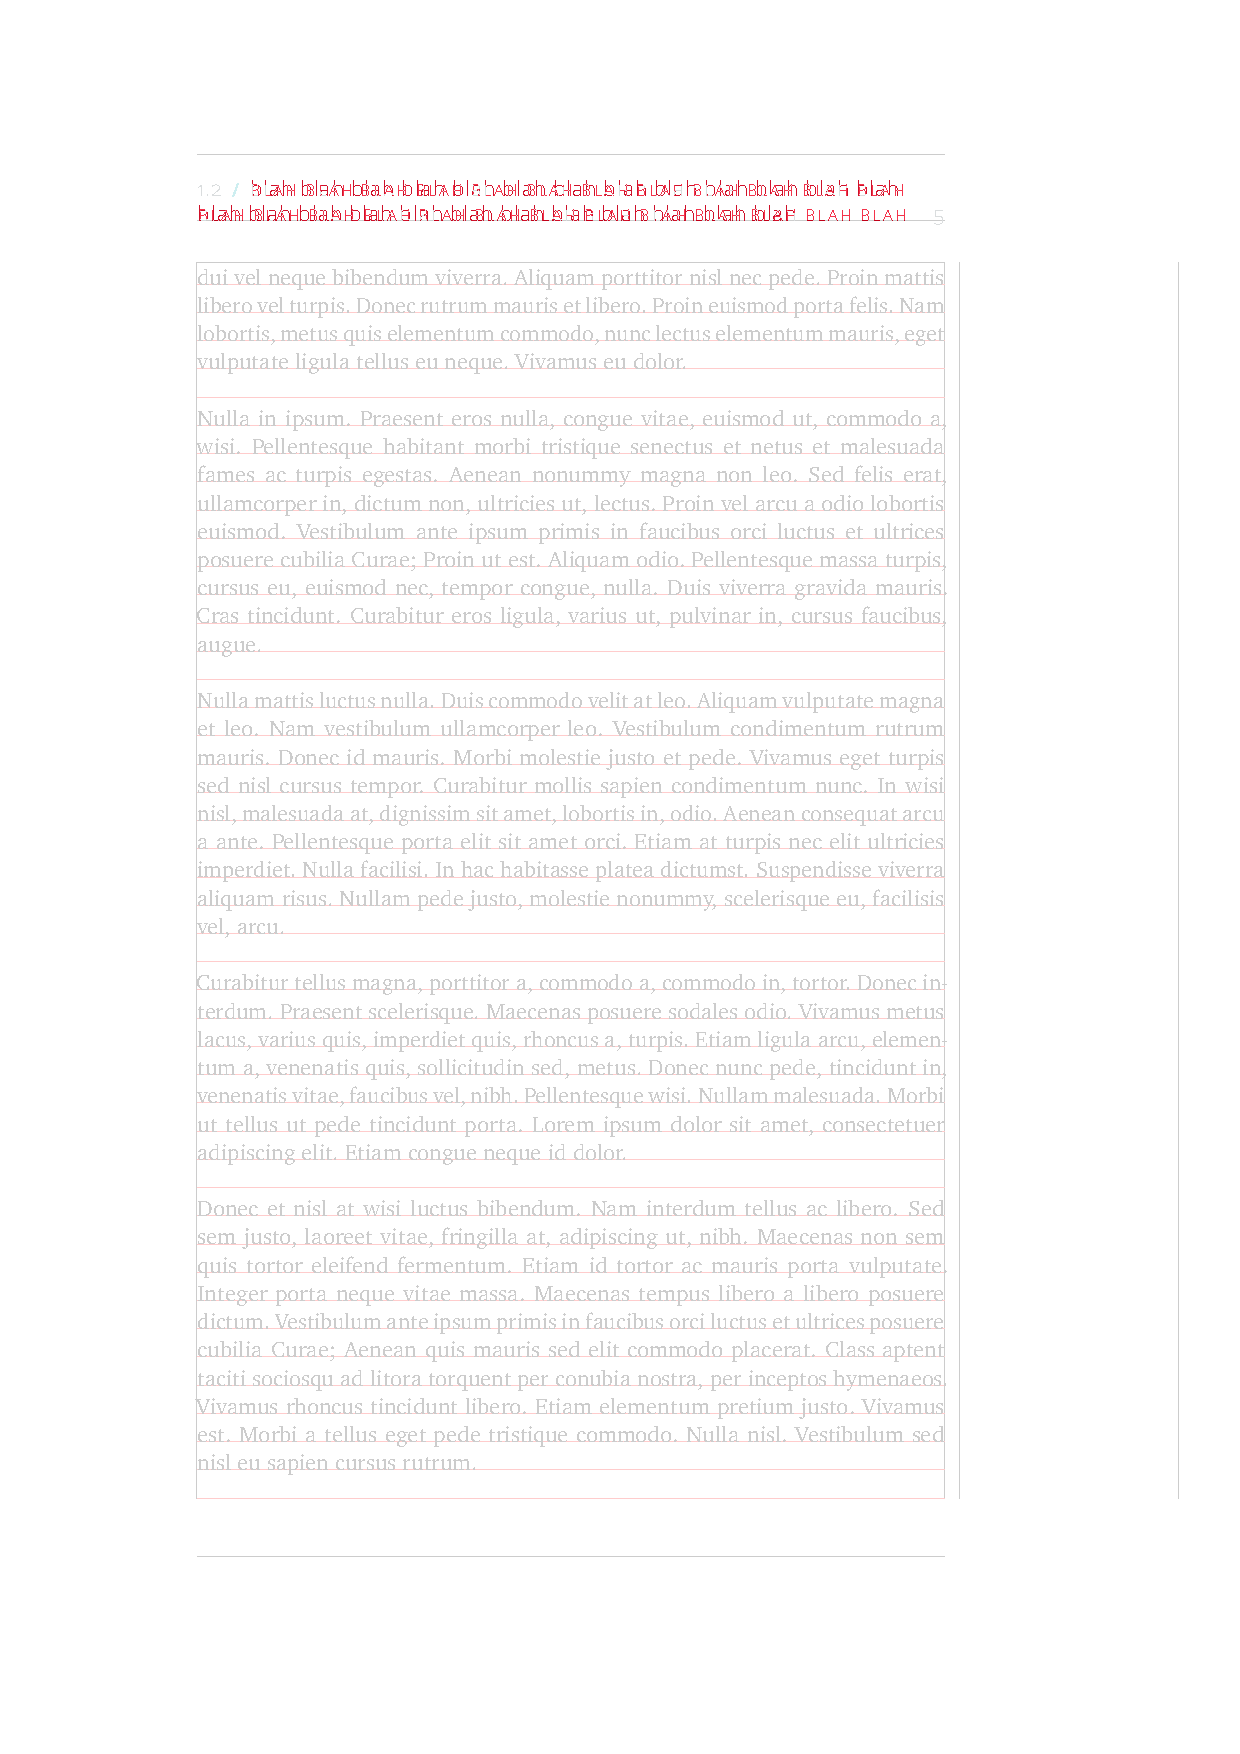 1.2 /
BLAH BLAH 5
dui vel neque bibendum viverra. Aliquam porttitor nisl nec pede. Proin mattis
libero vel turpis. Donec rutrum mauris et libero. Proin euismod porta felis. Nam
lobortis, metus quis elementum commodo, nunc lectus elementum mauris, eget
vulputate ligula tellus eu neque. Vivamus eu dolor.
Nulla in ipsum. Praesent eros nulla, congue vitae, euismod ut, commodo a,
wisi. Pellentesque habitant morbi tristique senectus et netus et malesuada
fames ac turpis egestas. Aenean nonummy magna non leo. Sed felis erat,
ullamcorper in, dictum non, ultricies ut, lectus. Proin vel arcu a odio lobortis
euismod. Vestibulum ante ipsum primis in faucibus orci luctus et ultrices
posuere cubilia Curae; Proin ut est. Aliquam odio. Pellentesque massa turpis,
cursus eu, euismod nec, tempor congue, nulla. Duis viverra gravida mauris.
Cras tincidunt. Curabitur eros ligula, varius ut, pulvinar in, cursus faucibus,
augue.
Nulla mattis luctus nulla. Duis commodo velit at leo. Aliquam vulputate magna
et leo. Nam vestibulum ullamcorper leo. Vestibulum condimentum rutrum
mauris. Donec id mauris. Morbi molestie justo et pede. Vivamus eget turpis
sed nisl cursus tempor. Curabitur mollis sapien condimentum nunc. In wisi
nisl, malesuada at, dignissim sit amet, lobortis in, odio. Aenean consequat arcu
a ante. Pellentesque porta elit sit amet orci. Etiam at turpis nec elit ultricies
imperdiet. Nulla facilisi. In hac habitasse platea dictumst. Suspendisse viverra
aliquam risus. Nullam pede justo, molestie nonummy, scelerisque eu, facilisis
vel, arcu.
Curabitur tellus magna, porttitor a, commodo a, commodo in, tortor. Donec in-
terdum. Praesent scelerisque. Maecenas posuere sodales odio. Vivamus metus
lacus, varius quis, imperdiet quis, rhoncus a, turpis. Etiam ligula arcu, elemen-
tum a, venenatis quis, sollicitudin sed, metus. Donec nunc pede, tincidunt in,
venenatis vitae, faucibus vel, nibh. Pellentesque wisi. Nullam malesuada. Morbi
ut tellus ut pede tincidunt porta. Lorem ipsum dolor sit amet, consectetuer
adipiscing elit. Etiam congue neque id dolor.
Donec et nisl at wisi luctus bibendum. Nam interdum tellus ac libero. Sed
sem justo, laoreet vitae, fringilla at, adipiscing ut, nibh. Maecenas non sem
quis tortor eleifend fermentum. Etiam id tortor ac mauris porta vulputate.
Integer porta neque vitae massa. Maecenas tempus libero a libero posuere
dictum. Vestibulum ante ipsum primis in faucibus orci luctus et ultrices posuere
cubilia Curae; Aenean quis mauris sed elit commodo placerat. Class aptent
taciti sociosqu ad litora torquent per conubia nostra, per inceptos hymenaeos.
Vivamus rhoncus tincidunt libero. Etiam elementum pretium justo. Vivamus
est. Morbi a tellus eget pede tristique commodo. Nulla nisl. Vestibulum sed
nisl eu sapien cursus rutrum.